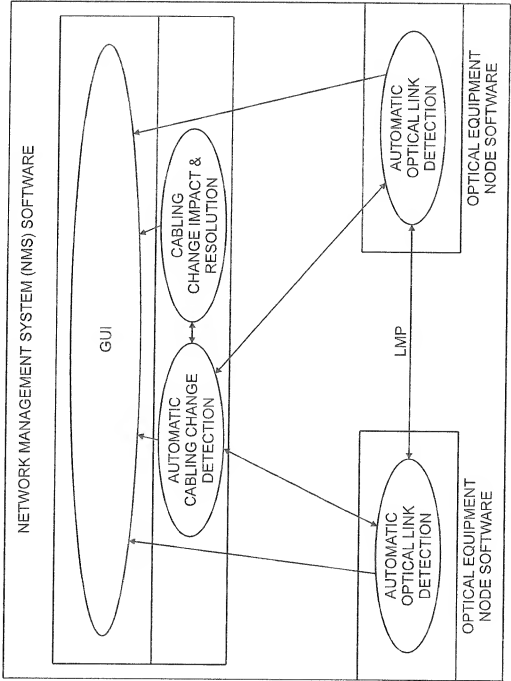 NETWORK MANAGEMENT SYSTEM (NMS) SOFTWARE
GUI
AUTOMATIC
CABLING CHANGE
DETECTION
CABLING
CHANGE IMPACT &
RESOLUTION
LMP
AUTOMATIC
OPTICAL LINK
DETECTION
OPTICAL EQUIPMENT
NODE SOFTWARE
AUTOMATIC
OPTICAL LINK
DETECTION
OPTICAL EQUIPMENT
NODE SOFTWARE